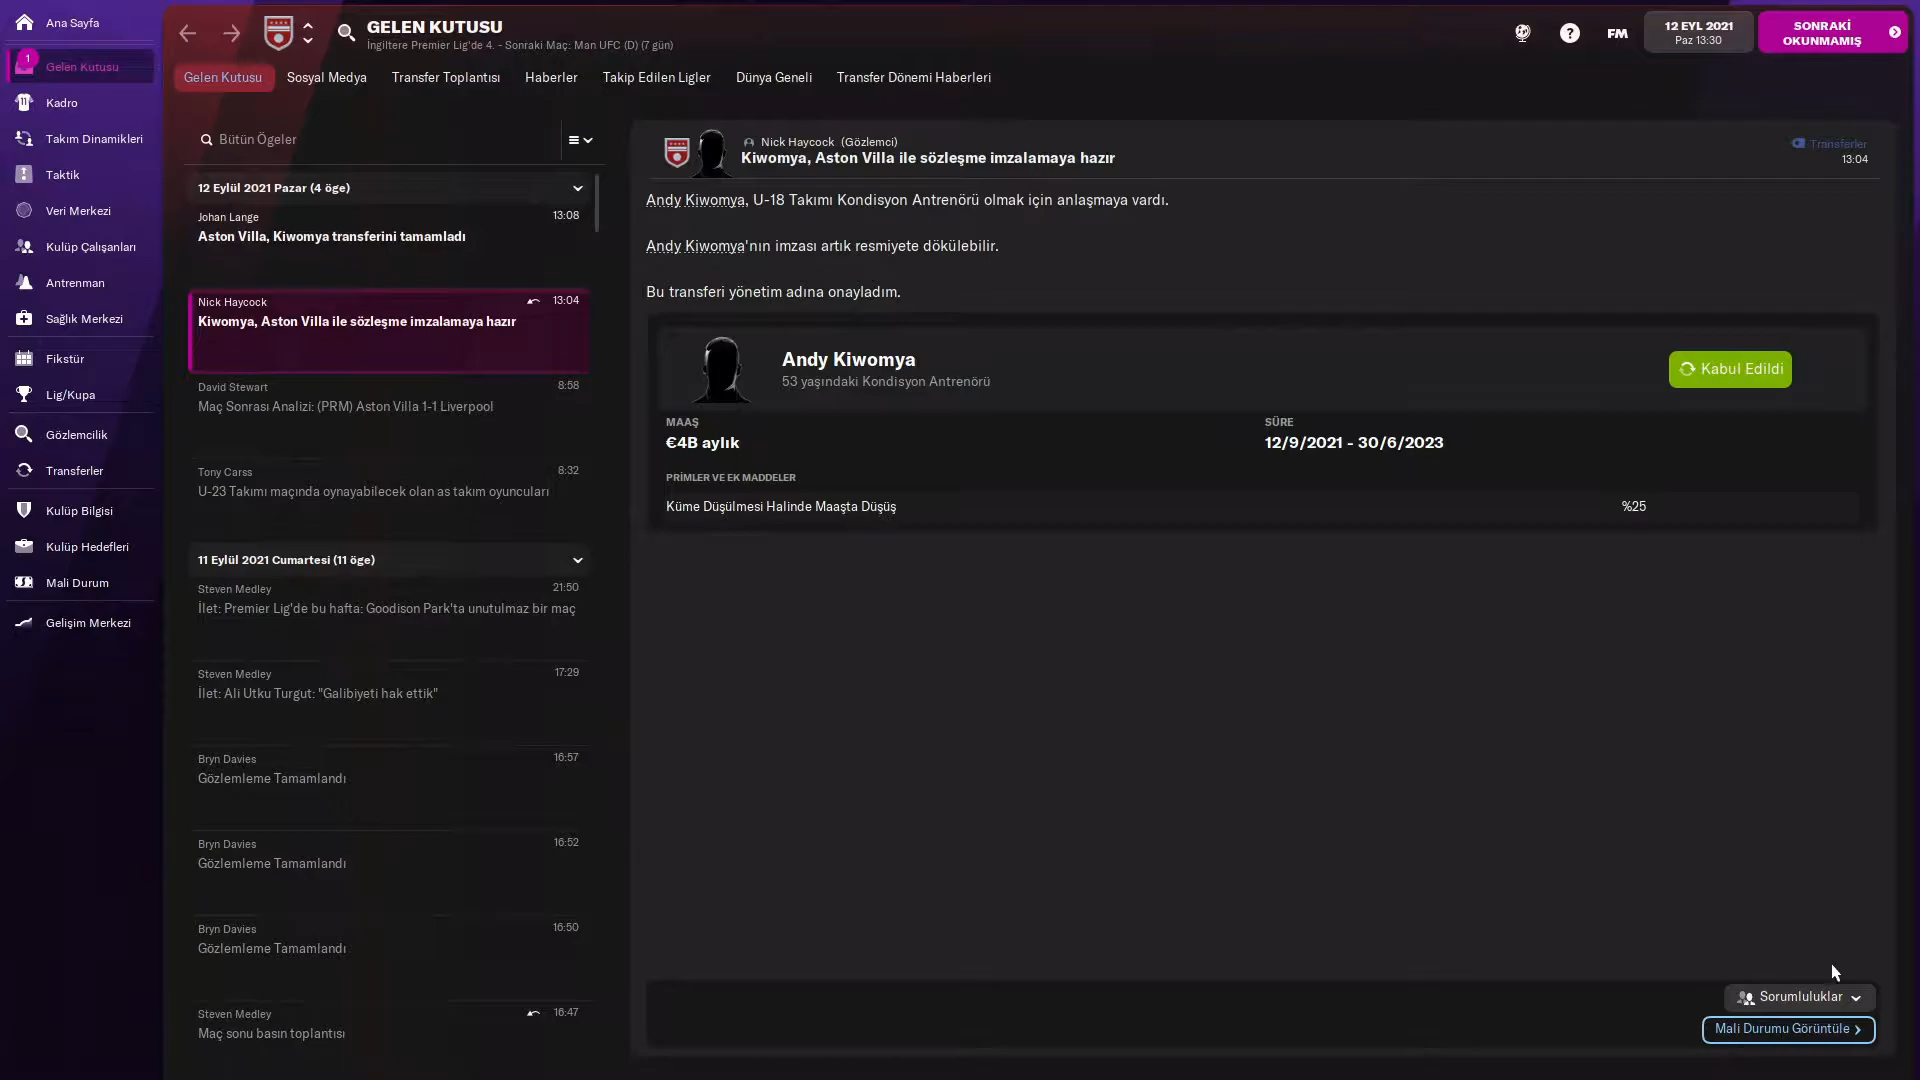 Ana Sayfa
1
Gelen Kutusu
Kadro
Takım Dinamikleri
Taktik
Veri Merkezi
Kulüp Çalışanları
Antrenman
Sağlık Merkezi
Fikstür
Lig/Kupa
Gözlemcilik
Transferler
Kulüp Bilgisi
Kulüp Hedefleri
Mali Durum
Gelişim Merkezi
GELEN KUTUSU
İngiltere Premier Lig'de 4. - Sonraki Maç: Man UFC (D) (7 gün)
FM
12 EYL 2021
Paz 13:30
SONRAKİ
OKUNMAMIŞ
Gelen Kutusu Sosyal Medya Transfer Toplantısı Haberler Takip Edilen Ligler Dünya Geneli Transfer Dönemi Haberleri
Bütün Ögeler
12 Eylül 2021 Pazar (4 öge)
Johan Lange 13:08
Aston Villa, Kiwomya transferini tamamladı
Nick Haycock 13:04
Kiwomya, Aston Villa ile sözleşme imzalamaya hazır
David Stewart 8:58
Maç Sonrası Analizi: (PRM) Aston Villa 1-1 Liverpool
Tony Carss 8:32
U-23 Takımı maçında oynayabilecek olan as takım oyuncuları
11 Eylül 2021 Cumartesi (11 öge)
Steven Medley 21:50
İlet: Premier Lig'de bu hafta: Goodison Park'ta unutulmaz bir maç
Steven Medley 17:29
İlet: Ali Utku Turgut: "Galibiyeti hak ettik"
Bryn Davies 16:57
Gözlemleme Tamamlandı
Bryn Davies 16:52
Gözlemleme Tamamlandı
Bryn Davies 16:50
Gözlemleme Tamamlandı
Steven Medley 16:47
Maç sonu basın toplantısı
Nick Haycock (Gözlemci)
Kiwomya, Aston Villa ile sözleşme imzalamaya hazır
Transferler
13:04
Andy Kiwomya, U-18 Takımı Kondisyon Antrenörü olmak için anlaşmaya vardı.
Andy Kiwomya'nın imzası artık resmiyete dökülebilir.
Bu transferi yönetim adına onayladım.
Andy Kiwomya
53 yaşındaki Kondisyon Antrenörü
Kabul Edildi
MAAŞ SÜRE
€4B aylık 12/9/2021 - 30/6/2023
PRİMLER VE EK MADDELER
Küme Düşülmesi Halinde Maaşta Düşüş %25
Sorumluluklar
Mali Durumu Görüntüle